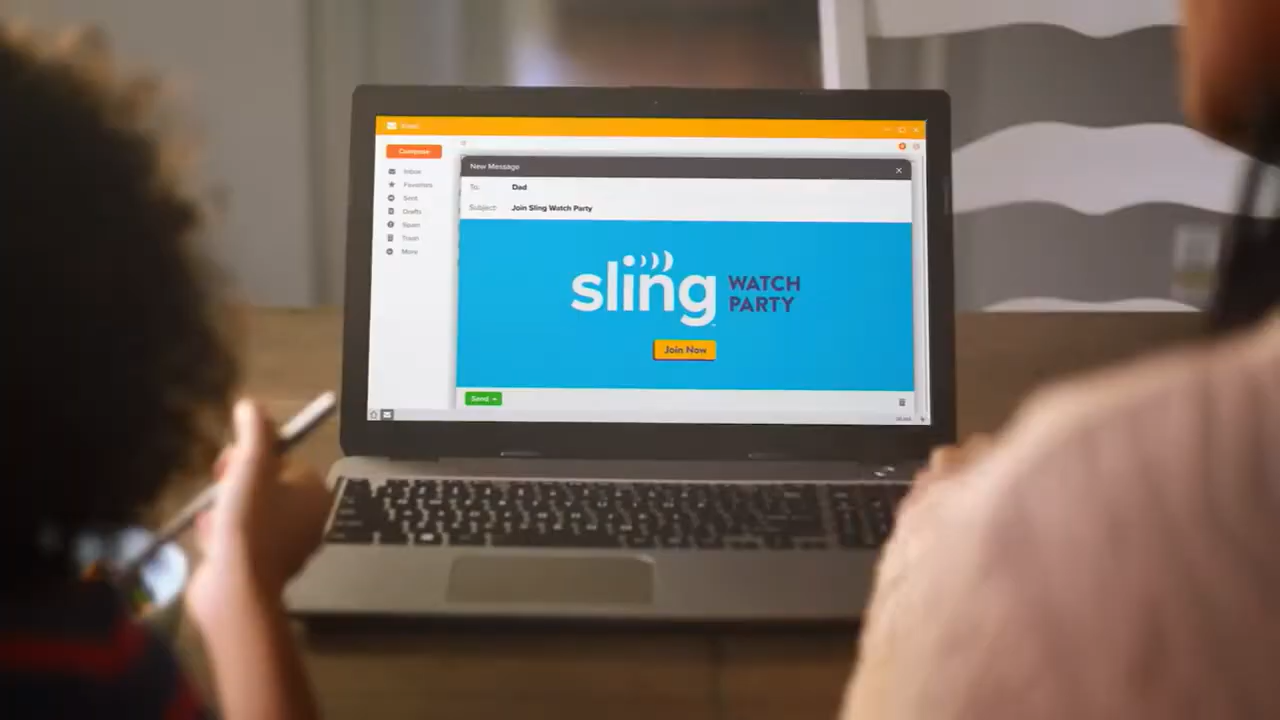 Compose
Inbox
Favorites
Sent
Drafts
Spam
Trash
More
New Message
To: Dad
Subject: Join Sling Watch Party
sling WATCH
PARTY
Join Now
Send